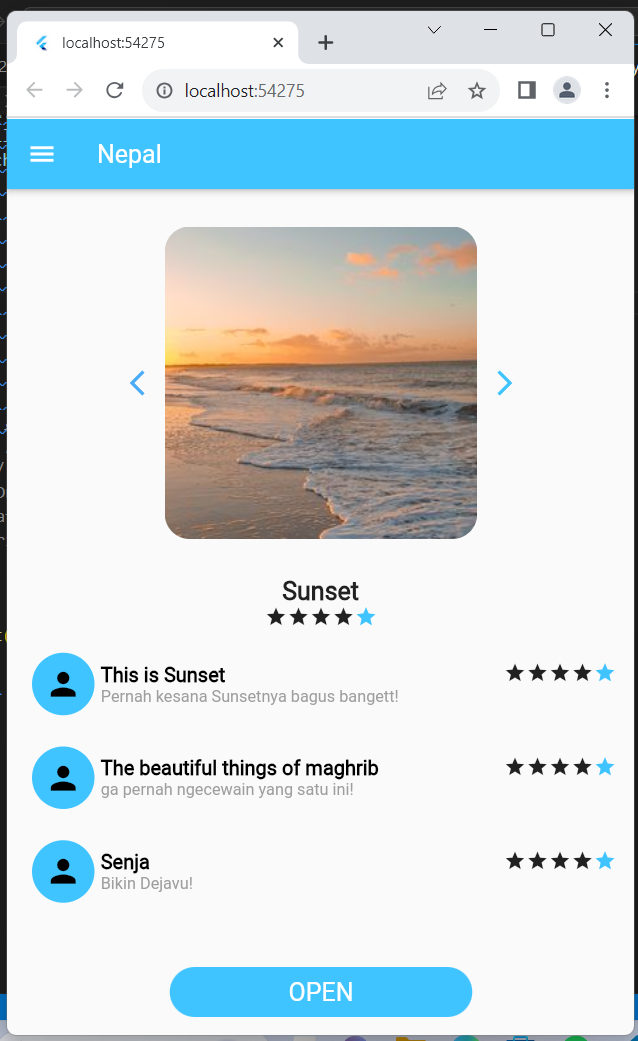 localhost:54275
localhost:54275
Nepal
Sunset
This is Sunset
Pernah kesana Sunsetnya bagus bangett!
The beautiful things of maghrib
ga pernah ngecewain yang satu ini!
Senja
Bikin Dejavu!
OPEN